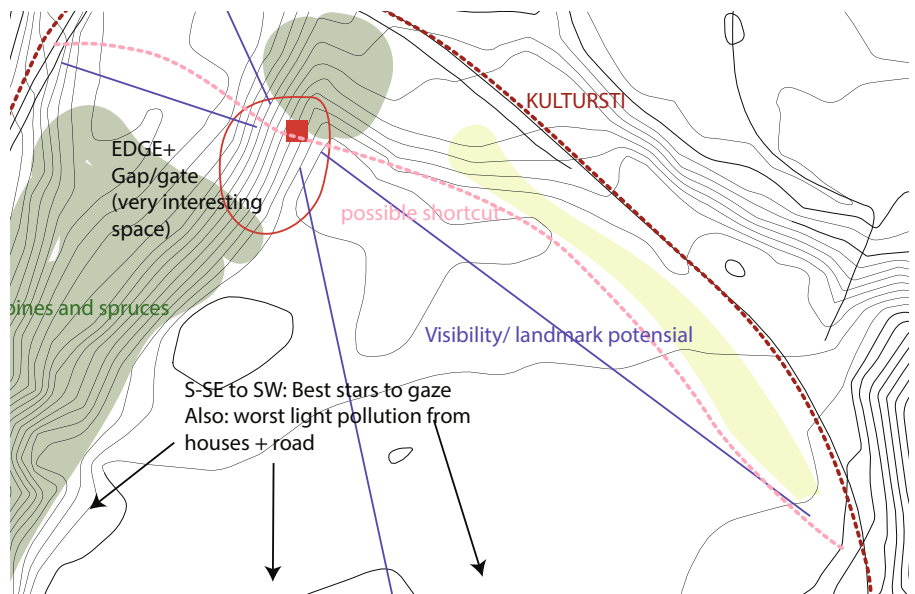 KULTURSTI
EDGE+
Gap/gate
(very interesting
space)
possible shortcut
pines and spruces
Visibility/ landmark potensial
S-SE to SW: Best stars to gaze
Also: worst light pollution from
houses + road